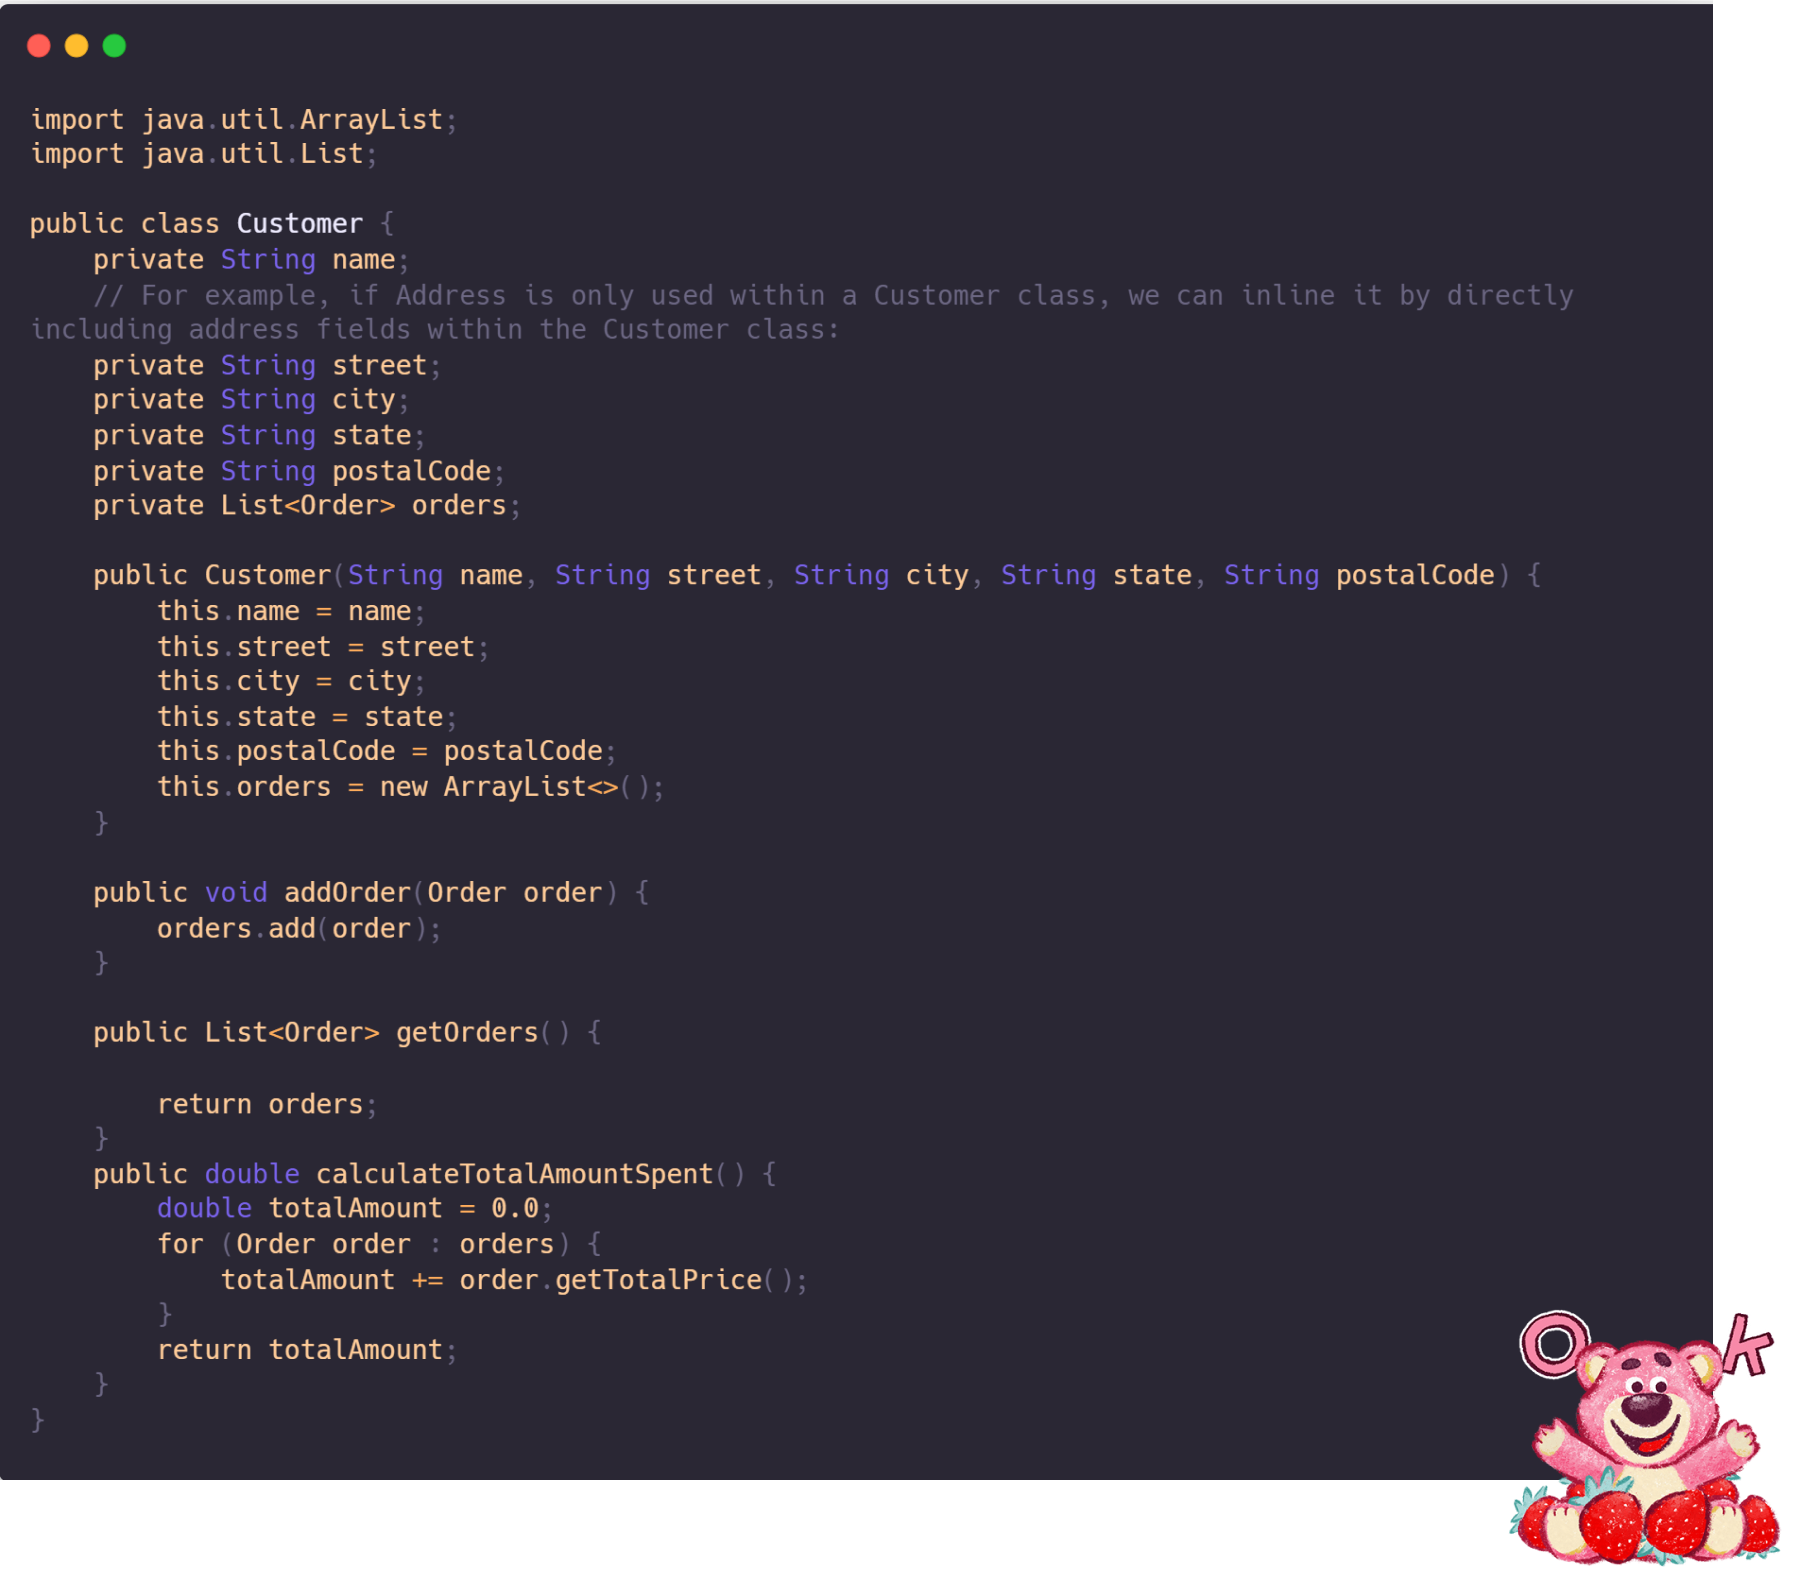 import java.util.ArrayList;
import java.util.List;

public class Customer {
    private String name;
    // For example, if Address is only used within a Customer class, we can inline it by directly
including address fields within the Customer class:
    private String street;
    private String city;
    private String state;
    private String postalCode;
    private List<Order> orders;

    public Customer(String name, String street, String city, String state, String postalCode) {
        this.name = name;
        this.street = street;
        this.city = city;
        this.state = state;
        this.postalCode = postalCode;
        this.orders = new ArrayList<>();
    }

    public void addOrder(Order order) {
        orders.add(order);
    }

    public List<Order> getOrders() {

        return orders;
    }
    public double calculateTotalAmountSpent() {
        double totalAmount = 0.0;
        for (Order order : orders) {
            totalAmount += order.getTotalPrice();
        }
        return totalAmount;
    }
}
Ok